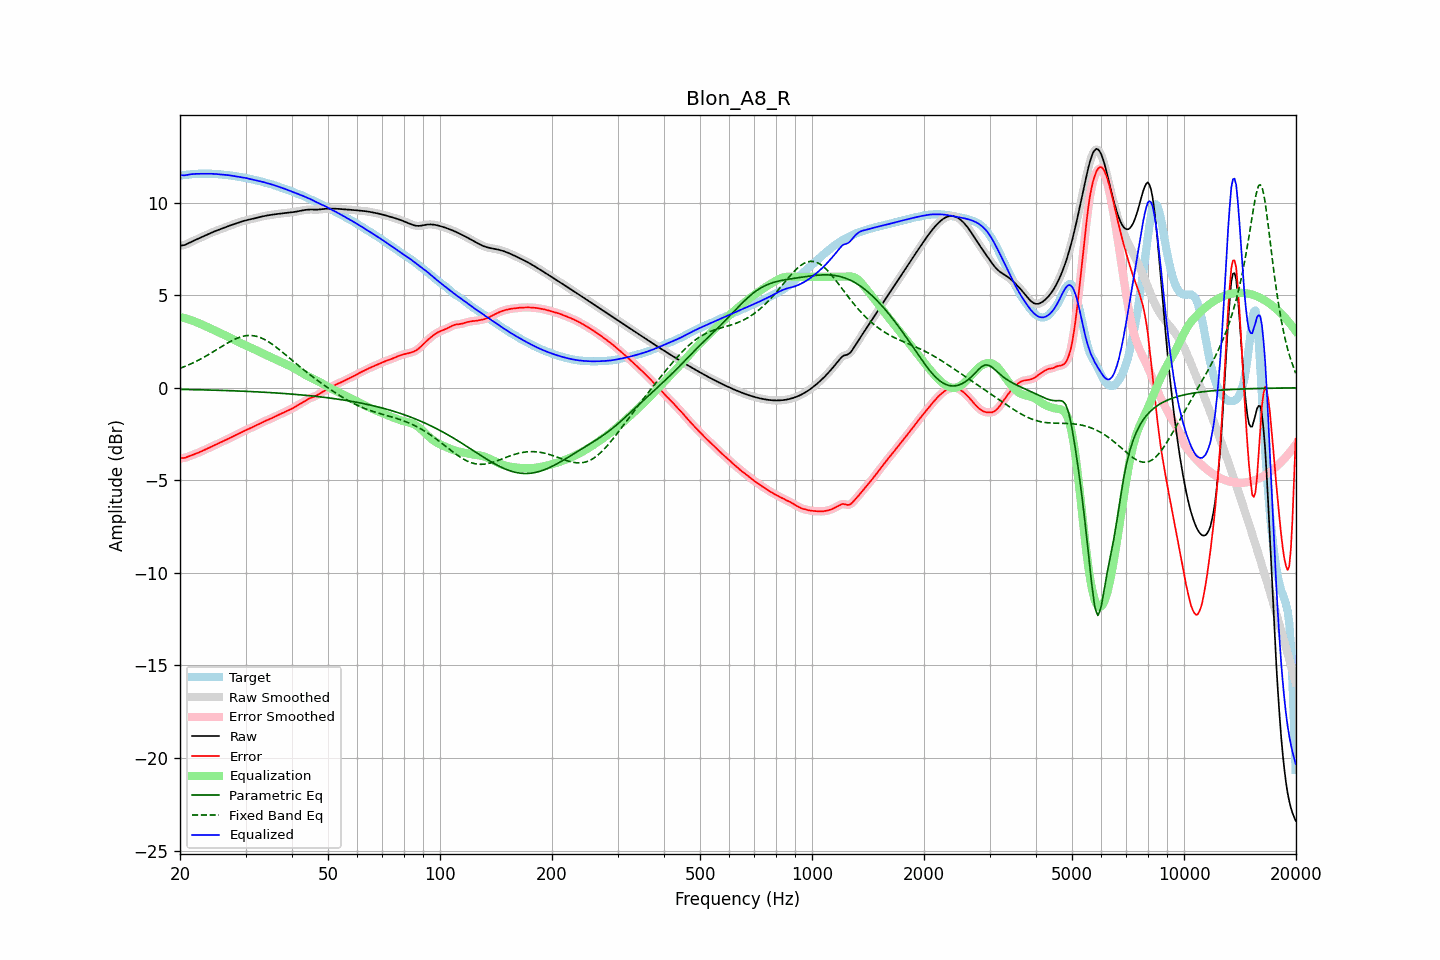 Blon_A8_R
Amplitude (dBr)
10
5
0
−5
−10
−15
−20
−25
Target
Raw Smoothed
Error Smoothed
Raw
Error
Equalization
Parametric Eq
Fixed Band Eq
Equalized
20 50 100 200 500 1000 2000 5000 10000 20000
Frequency (Hz)